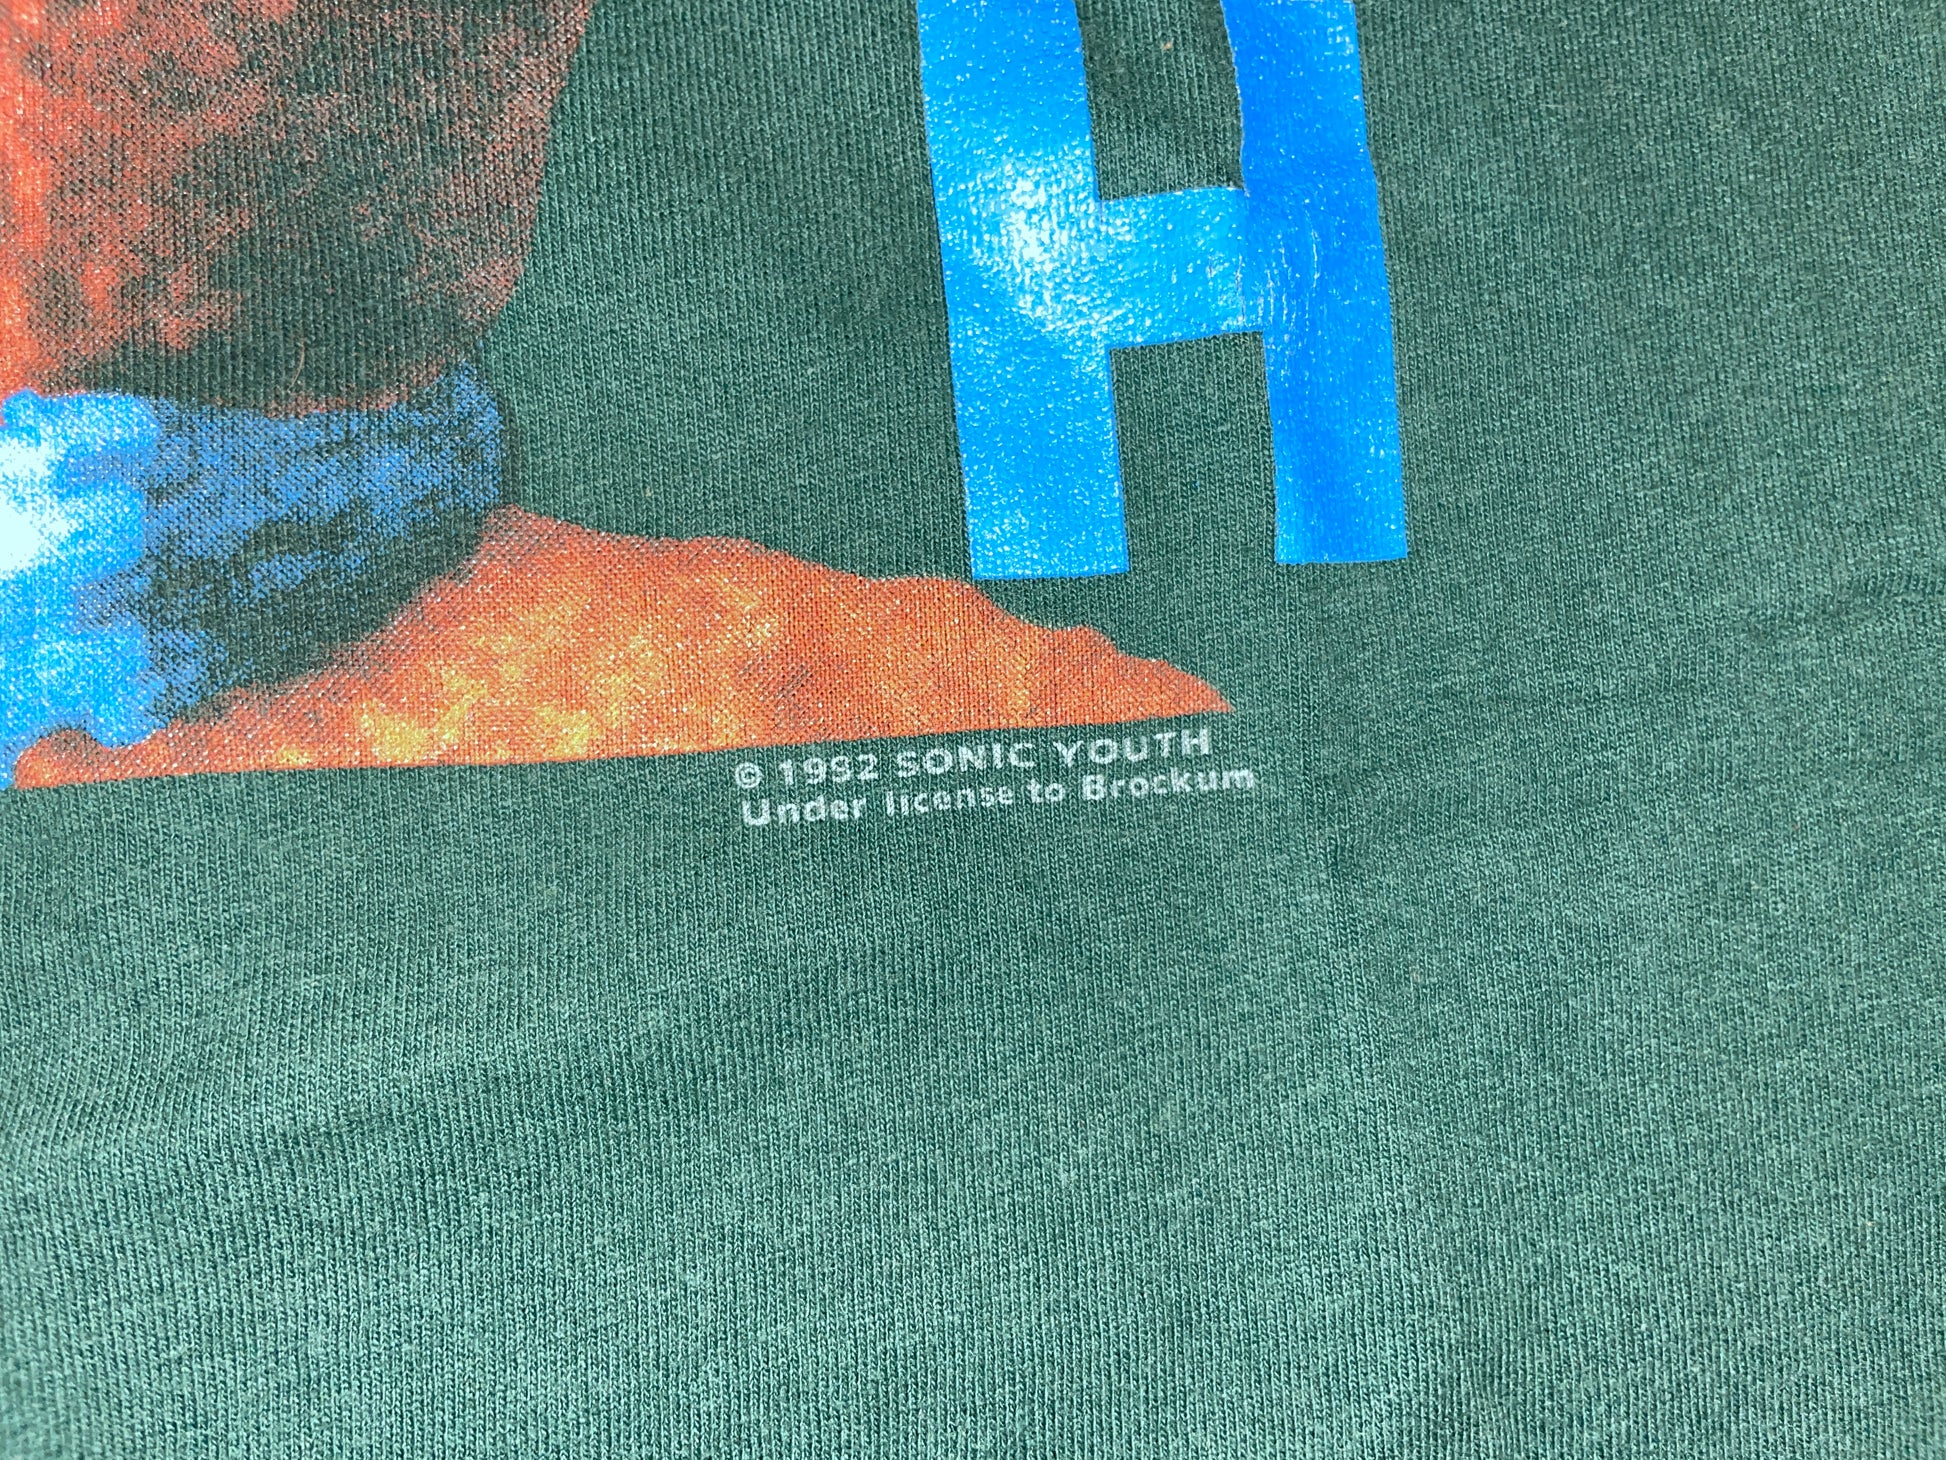 H
© 1992 SONIC YOUTH
Under license to Brockum